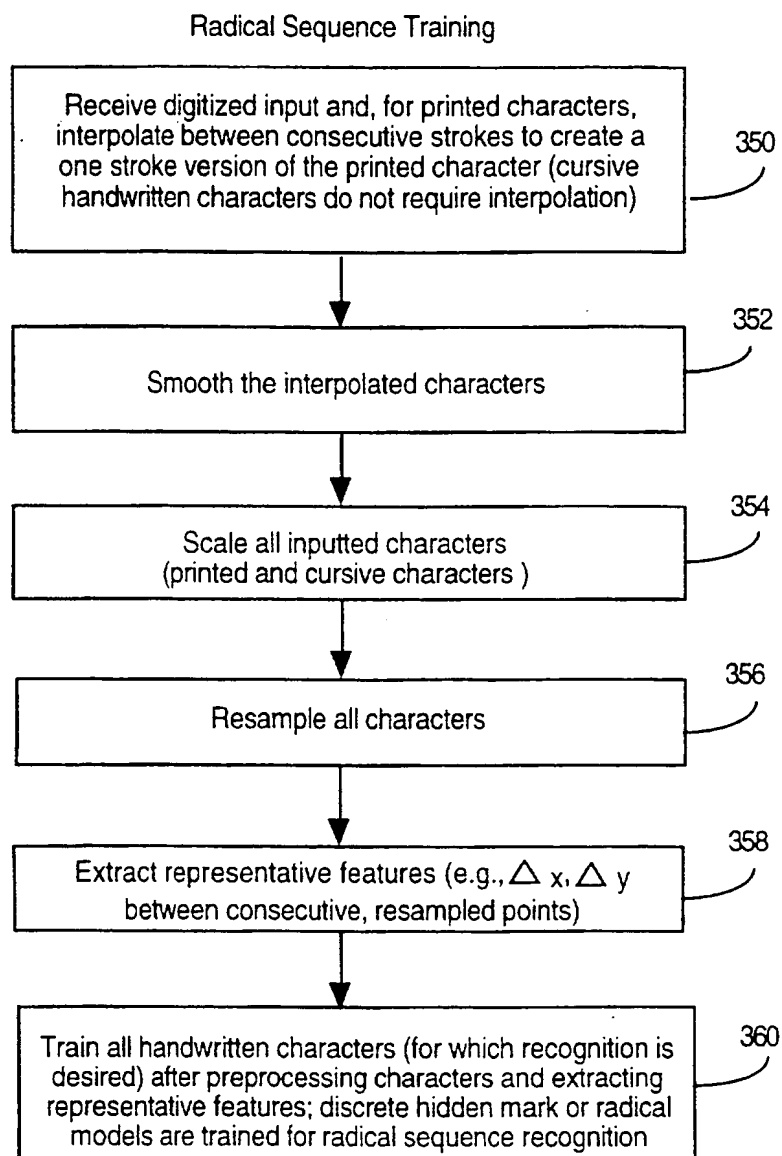 Radical Sequence Training
Receive digitized input and, for printed characters,
interpolate between consecutive strokes to create a
one stroke version of the printed character (cursive
handwritten characters do not require interpolation)
350
352
Smooth the interpolated characters
354
Scale all inputted characters
(printed and cursive characters )
356
Resample all characters
358
Extract representative features (e.g., △ x, △ y
between consecutive, resampled points)
360
Train all handwritten characters (for which recognition is
desired) after preprocessing characters and extracting
representative features; discrete hidden mark or radical
models are trained for radical sequence recognition